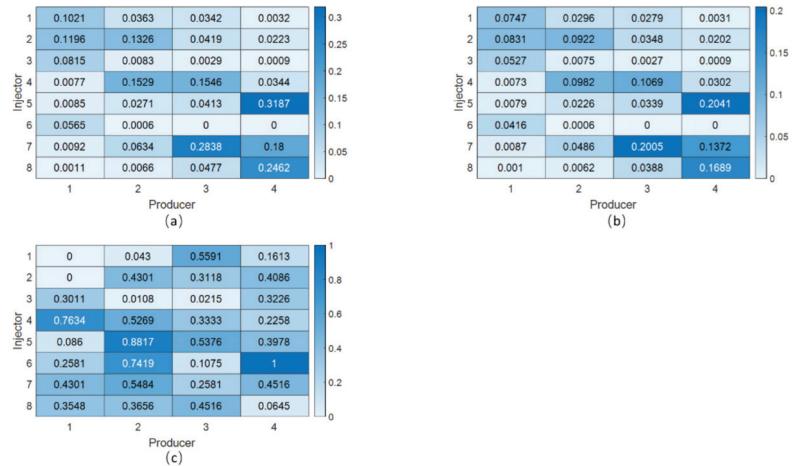 1 0.1021 0.0363 0.0342 0.0032
2 0.1196 0.1326 0.0419 0.0223
3 0.0815 0.0083 0.0029 0.0009
4 0.0077 0.1529 0.1546 0.0344
5 0.0085 0.0271 0.0413 0.3187
6 0.0565 0.0006 0 0
7 0.0092 0.0634 0.2838 0.18
8 0.0011 0.0066 0.0477 0.2462
1 2 3 4
Injector
Producer
0.3
0.25
0.2
0.15
0.1
0.05
0
(a)
1 0.0747 0.0296 0.0279 0.0031
2 0.0831 0.0922 0.0348 0.0202
3 0.0527 0.0075 0.0027 0.0009
4 0.0073 0.0982 0.1069 0.0302
5 0.0079 0.0226 0.0339 0.2041
6 0.0416 0.0006 0 0
7 0.0087 0.0486 0.2005 0.1372
8 0.001 0.0062 0.0388 0.1689
1 2 3 4
Injector
Producer
0.2
0.15
0.1
0.05
0
(b)
1 0 0.043 0.5591 0.1613
2 0 0.4301 0.3118 0.4086
3 0.3011 0.0108 0.0215 0.3226
4 0.7634 0.5269 0.3333 0.2258
5 0.086 0.8817 0.5376 0.3978
6 0.2581 0.7419 0.1075 1
7 0.4301 0.5484 0.2581 0.4516
8 0.3548 0.3656 0.4516 0.0645
1 2 3 4
Injector
Producer
1
0.8
0.6
0.4
0.2
0
(c)